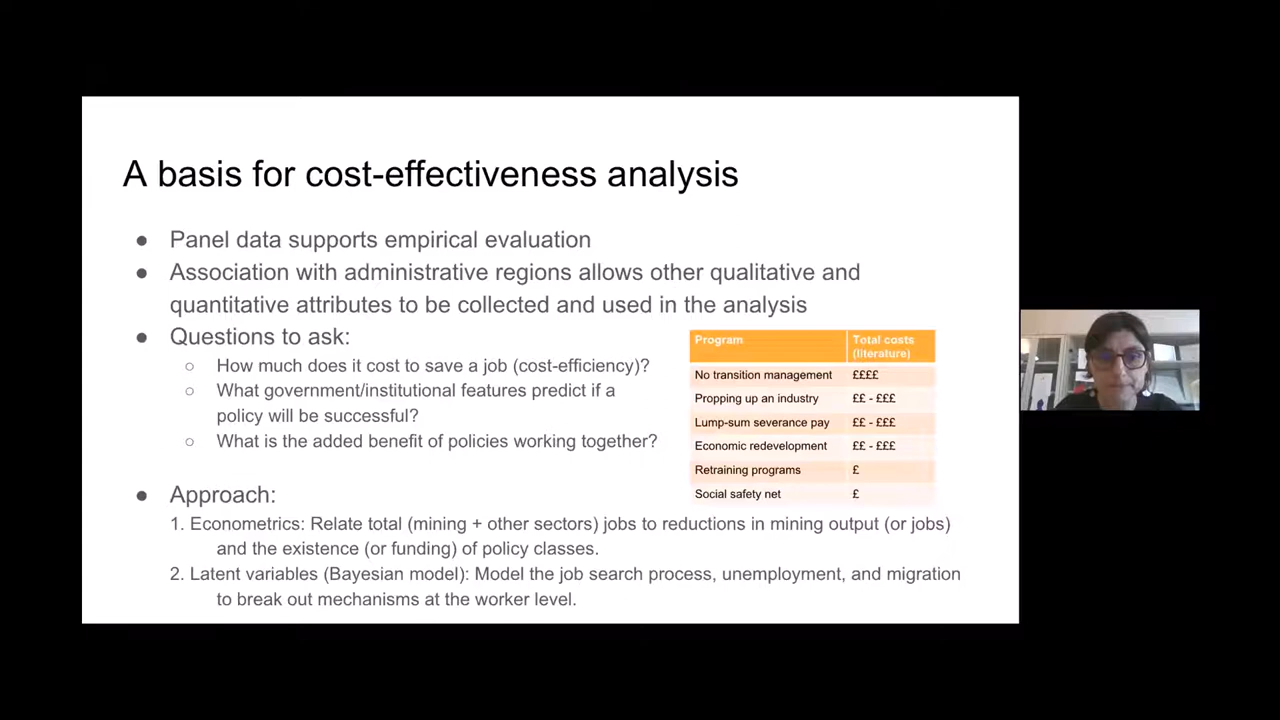 A basis for cost-effectiveness analysis
● Panel data supports empirical evaluation
● Association with administrative regions allows other qualitative and
quantitative attributes to be collected and used in the analysis
● Questions to ask:
○ How much does it cost to save a job (cost-efficiency)?
○ What government/institutional features predict if a
policy will be successful?
○ What is the added benefit of policies working together?
Program Total costs
(literature)
No transition management ££££
Propping up an industry ££ - £££
Lump-sum severance pay ££ - £££
Economic redevelopment ££ - £££
Retraining programs £
Social safety net £
● Approach:
1. Econometrics: Relate total (mining + other sectors) jobs to reductions in mining output (or jobs)
and the existence (or funding) of policy classes.
2. Latent variables (Bayesian model): Model the job search process, unemployment, and migration
to break out mechanisms at the worker level.